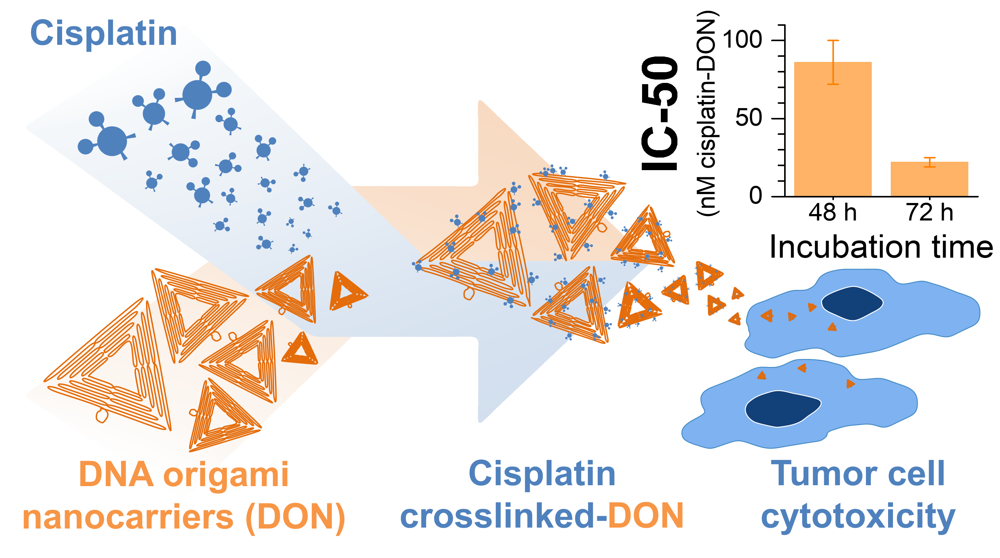 Cisplatin
IC-50
(nM cisplatin-DON)
100
50
0
48 h
72 h
Incubation time
DNA origami
nanocarriers (DON)
Cisplatin
crosslinked-DON
Tumor cell
cytotoxicity